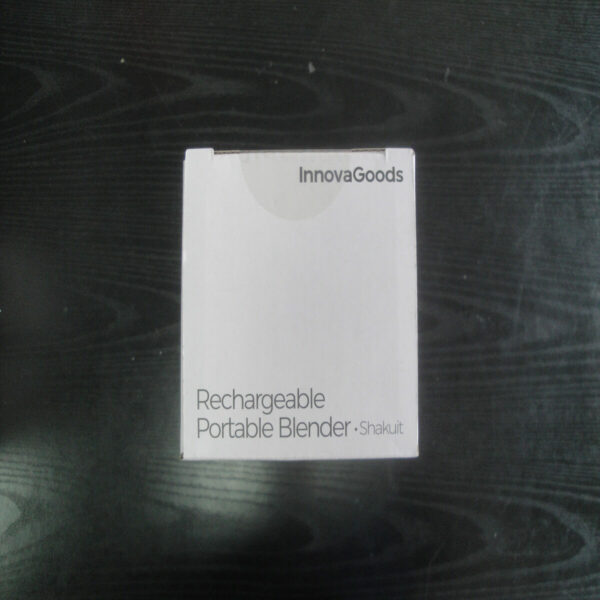 InnovaGoods
Rechargeable
Portable Blender • Shakuit